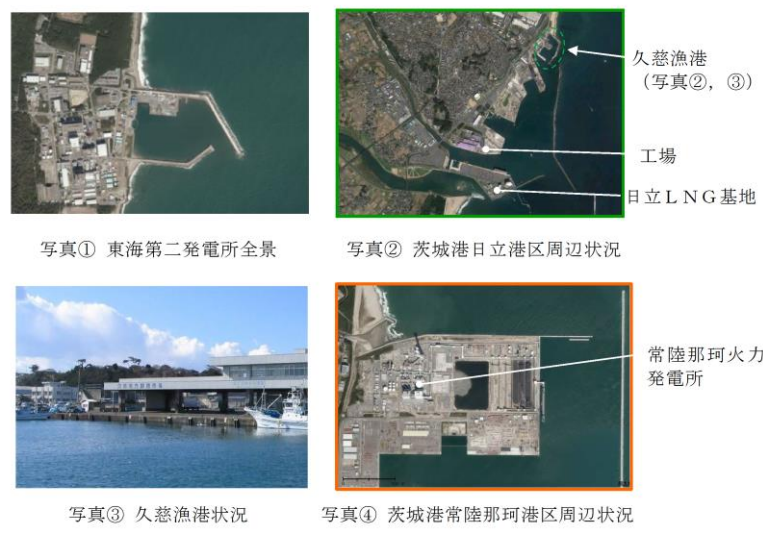 久慈漁港
(写真②，③)
工場
日立ＬＮＧ基地
写真① 東海第二発電所全景
写真② 茨城港日立港区周辺状況
常陸那珂火力
発電所
写真③ 久慈漁港状況
写真④ 茨城港常陸那珂港区周辺状況